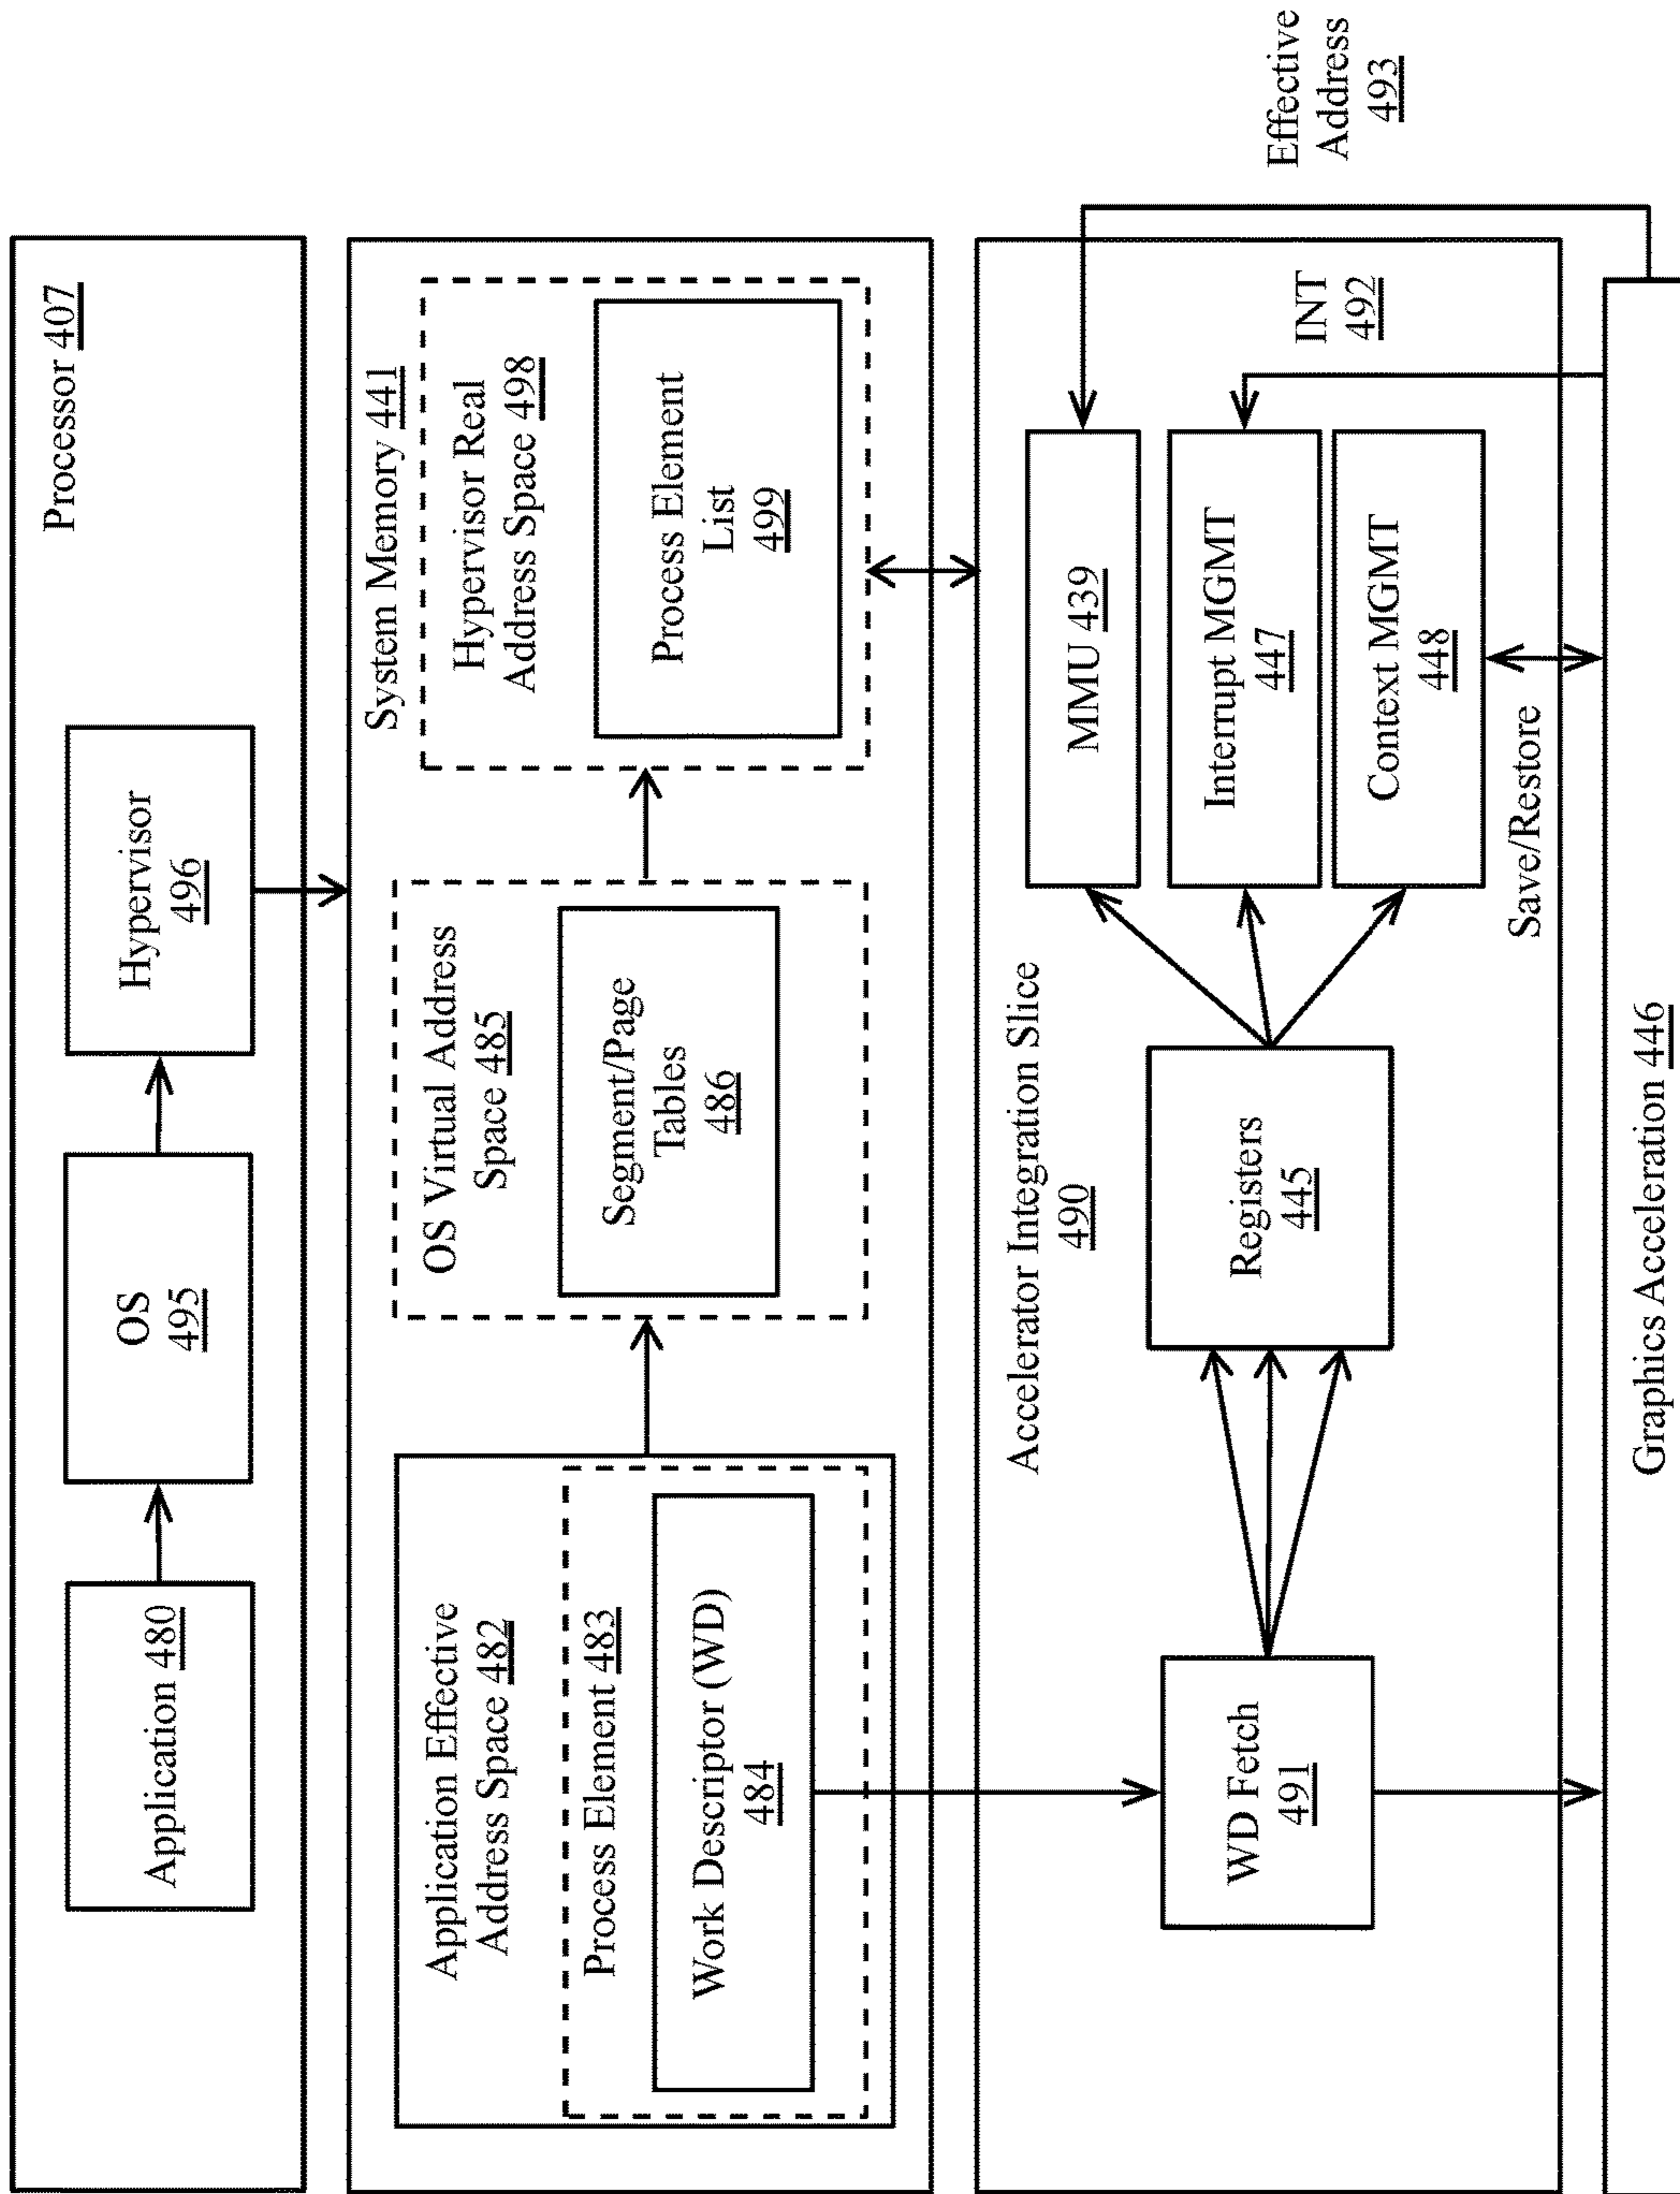 Processor 407
Application 480
OS
495
Hypervisor
496
System Memory 441
Application Effective
Address Space 482
Process Element 483
Work Descriptor (WD)
484
OS Virtual Address
Space 485
Segment/Page
Tables
486
Hypervisor Real
Address Space 498
Process Element
List
499
Accelerator Integration Slice
490
WD Fetch
491
Registers
445
MMU 439
Interrupt MGMT
447
Context MGMT
448
INT
492
Save/Restore
Effective
Address
493
Graphics Acceleration 446